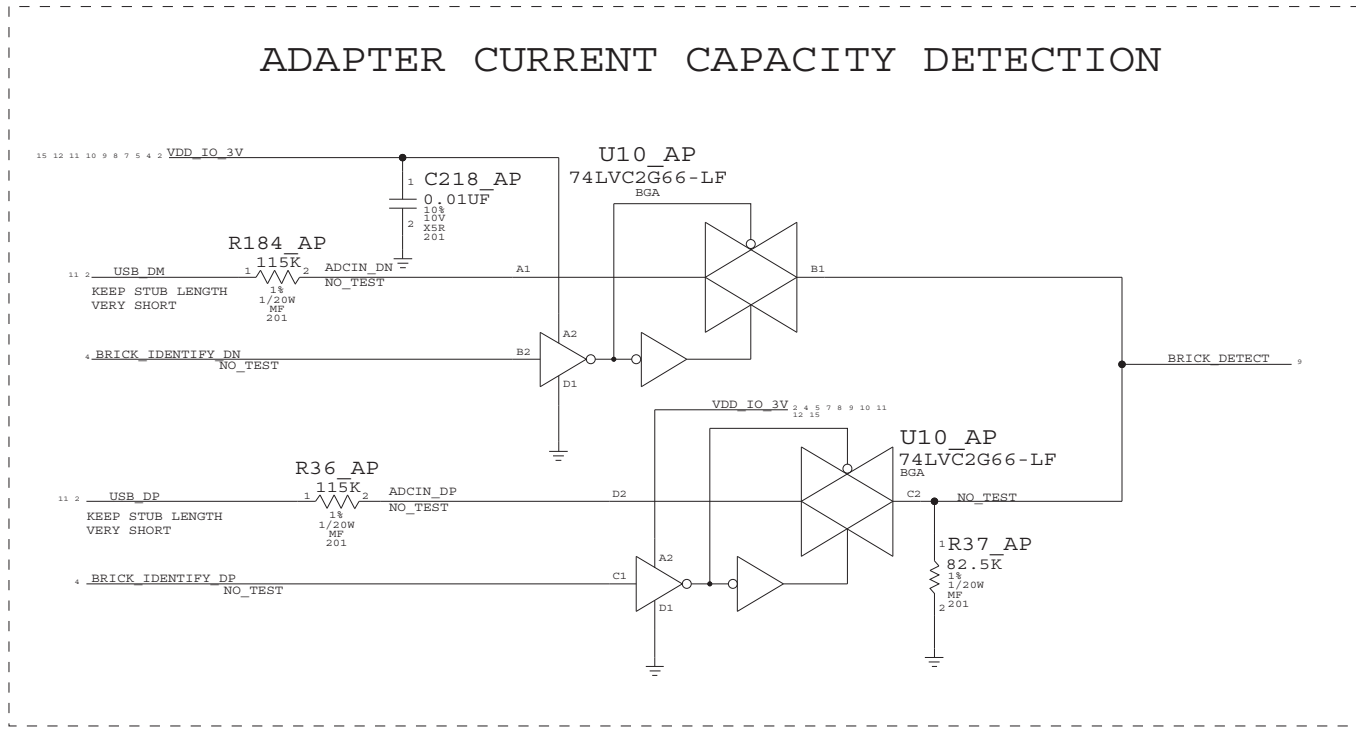 ADAPTER CURRENT CAPACITY DETECTION
15 12 11 10 9 8 7 5 4 2 VDD_IO_3V
U10_AP
74LVC2G66-LF
BGA
1 C218_AP
0.01UF
10%
10V
2 X5R
201
R184_AP
115K
11 2 USB_DM 1 2 ADCIN_DN A1 B1
NO_TEST
KEEP STUB LENGTH
VERY SHORT
1%
1/20W
MF
201
A2
4 BRICK_IDENTIFY_DN B2
NO_TEST
D1
BRICK_DETECT 9
VDD_IO_3V 2 4 5 7 8 9 10 11
12 15
U10_AP
74LVC2G66-LF
BGA
R36_AP
115K
11 2 USB_DP 1 2 ADCIN_DP D2 C2 NO_TEST
NO_TEST
KEEP STUB LENGTH
VERY SHORT
1%
1/20W
MF
201
1 R37_AP
82.5K
1%
1/20W
MF
2 201
A2
4 BRICK_IDENTIFY_DP C1
NO_TEST
D1